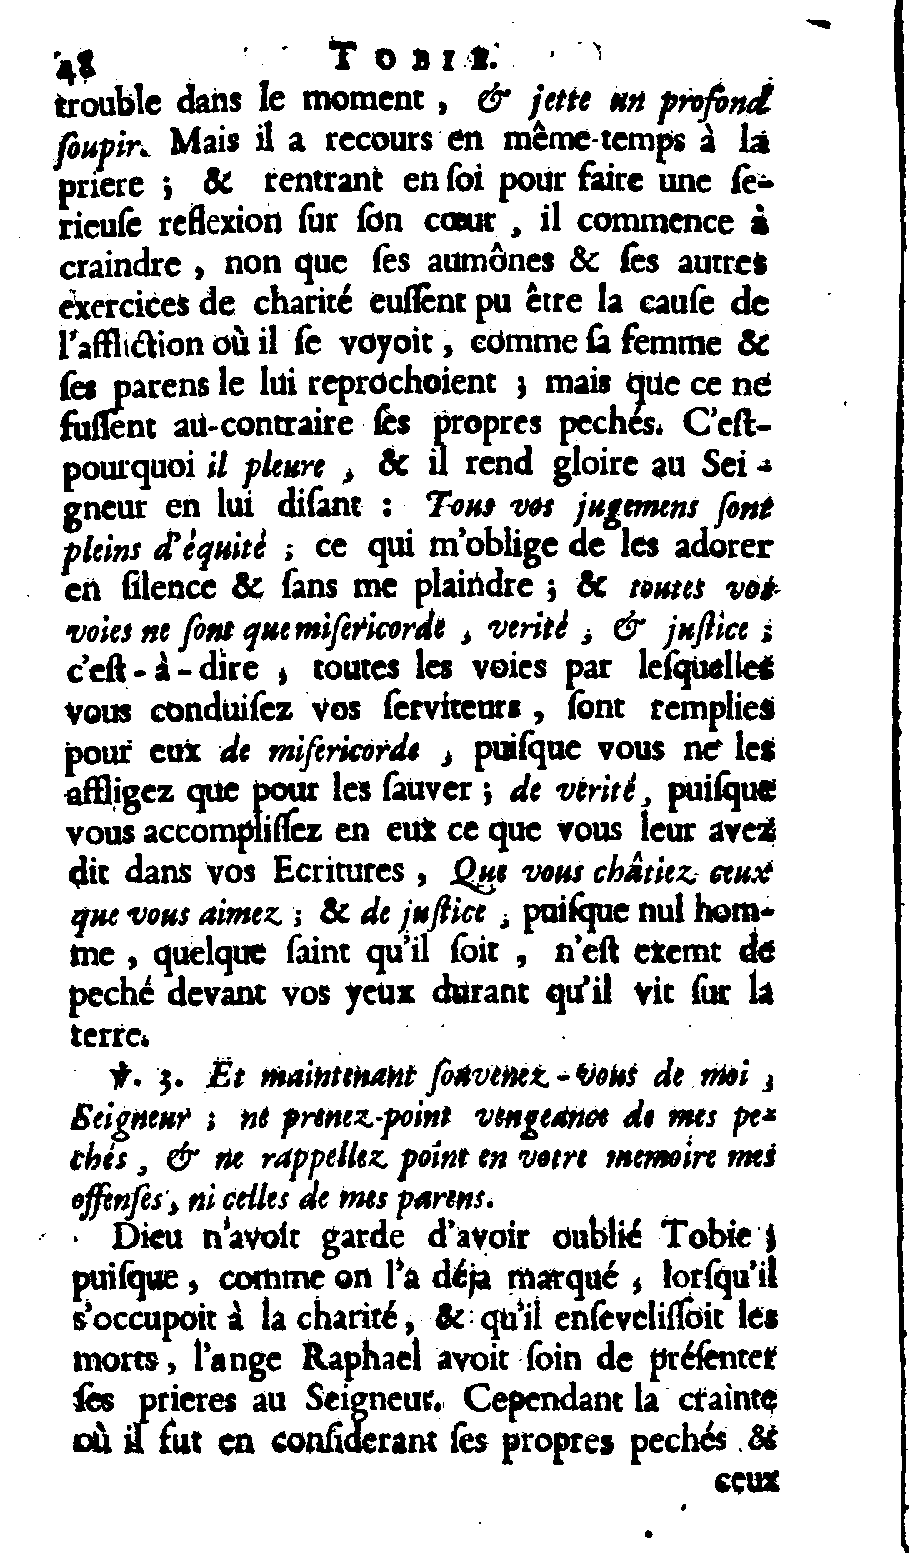 48 TOBIE.
trouble dans le moment, & jette un profond
ſoupir. Mais il a recours en même-temps à la
priere ; & rentrant en ſoi pour faire une ſe-
rieuſe reflexion ſur ſon cœur, il commence à
craindre, non que ſes aumônes & ſes autres
exercices de charité euſſent pu être la cauſe de
l'affliction où il ſe voyoit, comme ſa femme &
ſes parens le lui reprochoient ; mais que ce ne
fuſſent au-contraire ſes propres pechés. C'eſt-
pourquoi il pleure, & il rend gloire au Sei-
gneur en lui diſant : Tous vos jugemens ſont
pleins d'équité ; ce qui m'oblige de les adorer
en ſilence & ſans me plaindre ; & toutes vos
voies ne ſont que miſericorde, verité, & juſtice ;
c'eſt-à-dire, toutes les voies par leſquelles
vous conduiſez vos ſerviteurs, ſont remplies
pour eux de miſericorde, puiſque vous ne les
affligez que pour les ſauver ; de verité, puiſque
vous accompliſſez en eux ce que vous leur avez
dit dans vos Ecritures, Que vous châtiez ceux
que vous aimez ; & de juſtice, puiſque nul hom-
me, quelque ſaint qu'il ſoit, n'eſt exemt de
peché devant vos yeux durant qu'il vit ſur la
terre.
℣. 3. Et maintenant ſouvenez-vous de moi,
Seigneur ; ne prenez-point vengeance de mes pe-
chés, & ne rappellez point en votre memoire mes
offenſes, ni celles de mes parens.
Dieu n'avoit garde d'avoir oublié Tobie ;
puiſque, comme on l'a déja marqué, lorſqu'il
s'occupoit à la charité, & qu'il enſeveliſſoit les
morts, l'ange Raphael avoit ſoin de préſenter
ſes prieres au Seigneur. Cependant la crainte
où il fut en conſiderant ſes propres pechés &
ceux